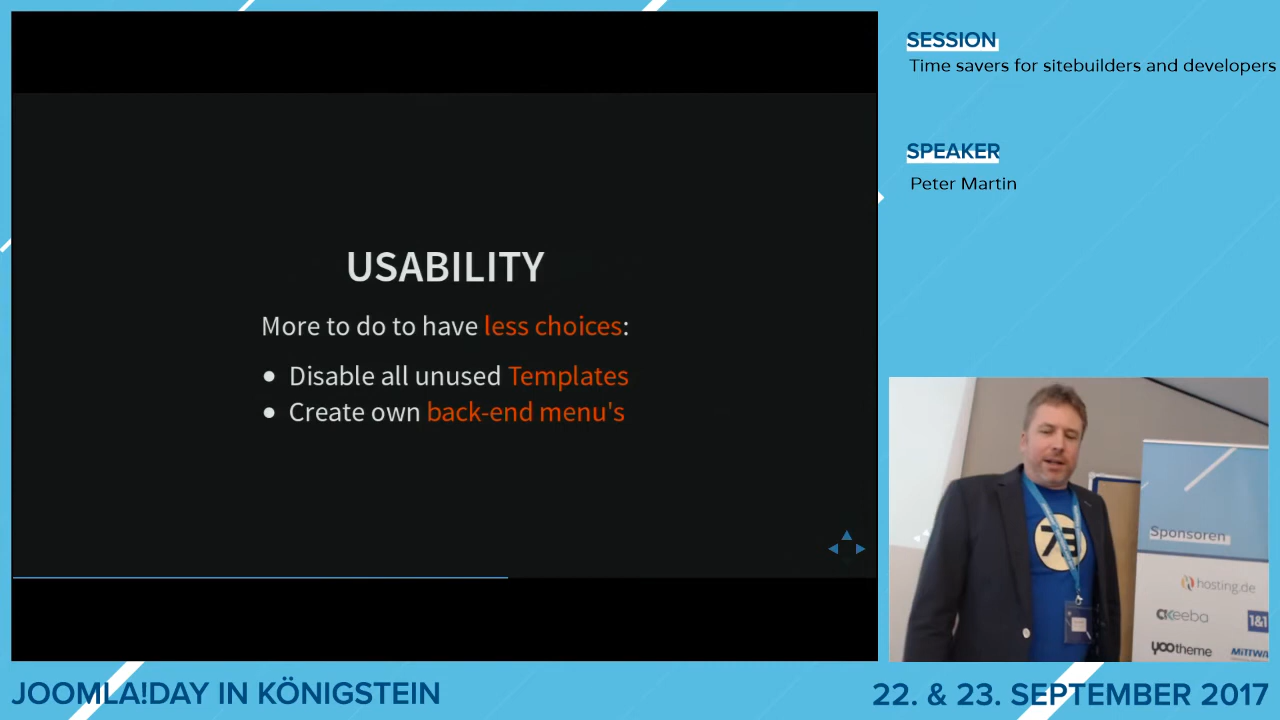 SESSION
Time savers for sitebuilders and developers
SPEAKER
Peter Martin
USABILITY
More to do to have less choices:
Disable all unused Templates
Create own back-end menu's
Sponsoren
hosting.de
akeeba
1&1
yootheme
MITTWA
JOOMLA!DAY IN KÖNIGSTEIN
22. & 23. SEPTEMBER 2017